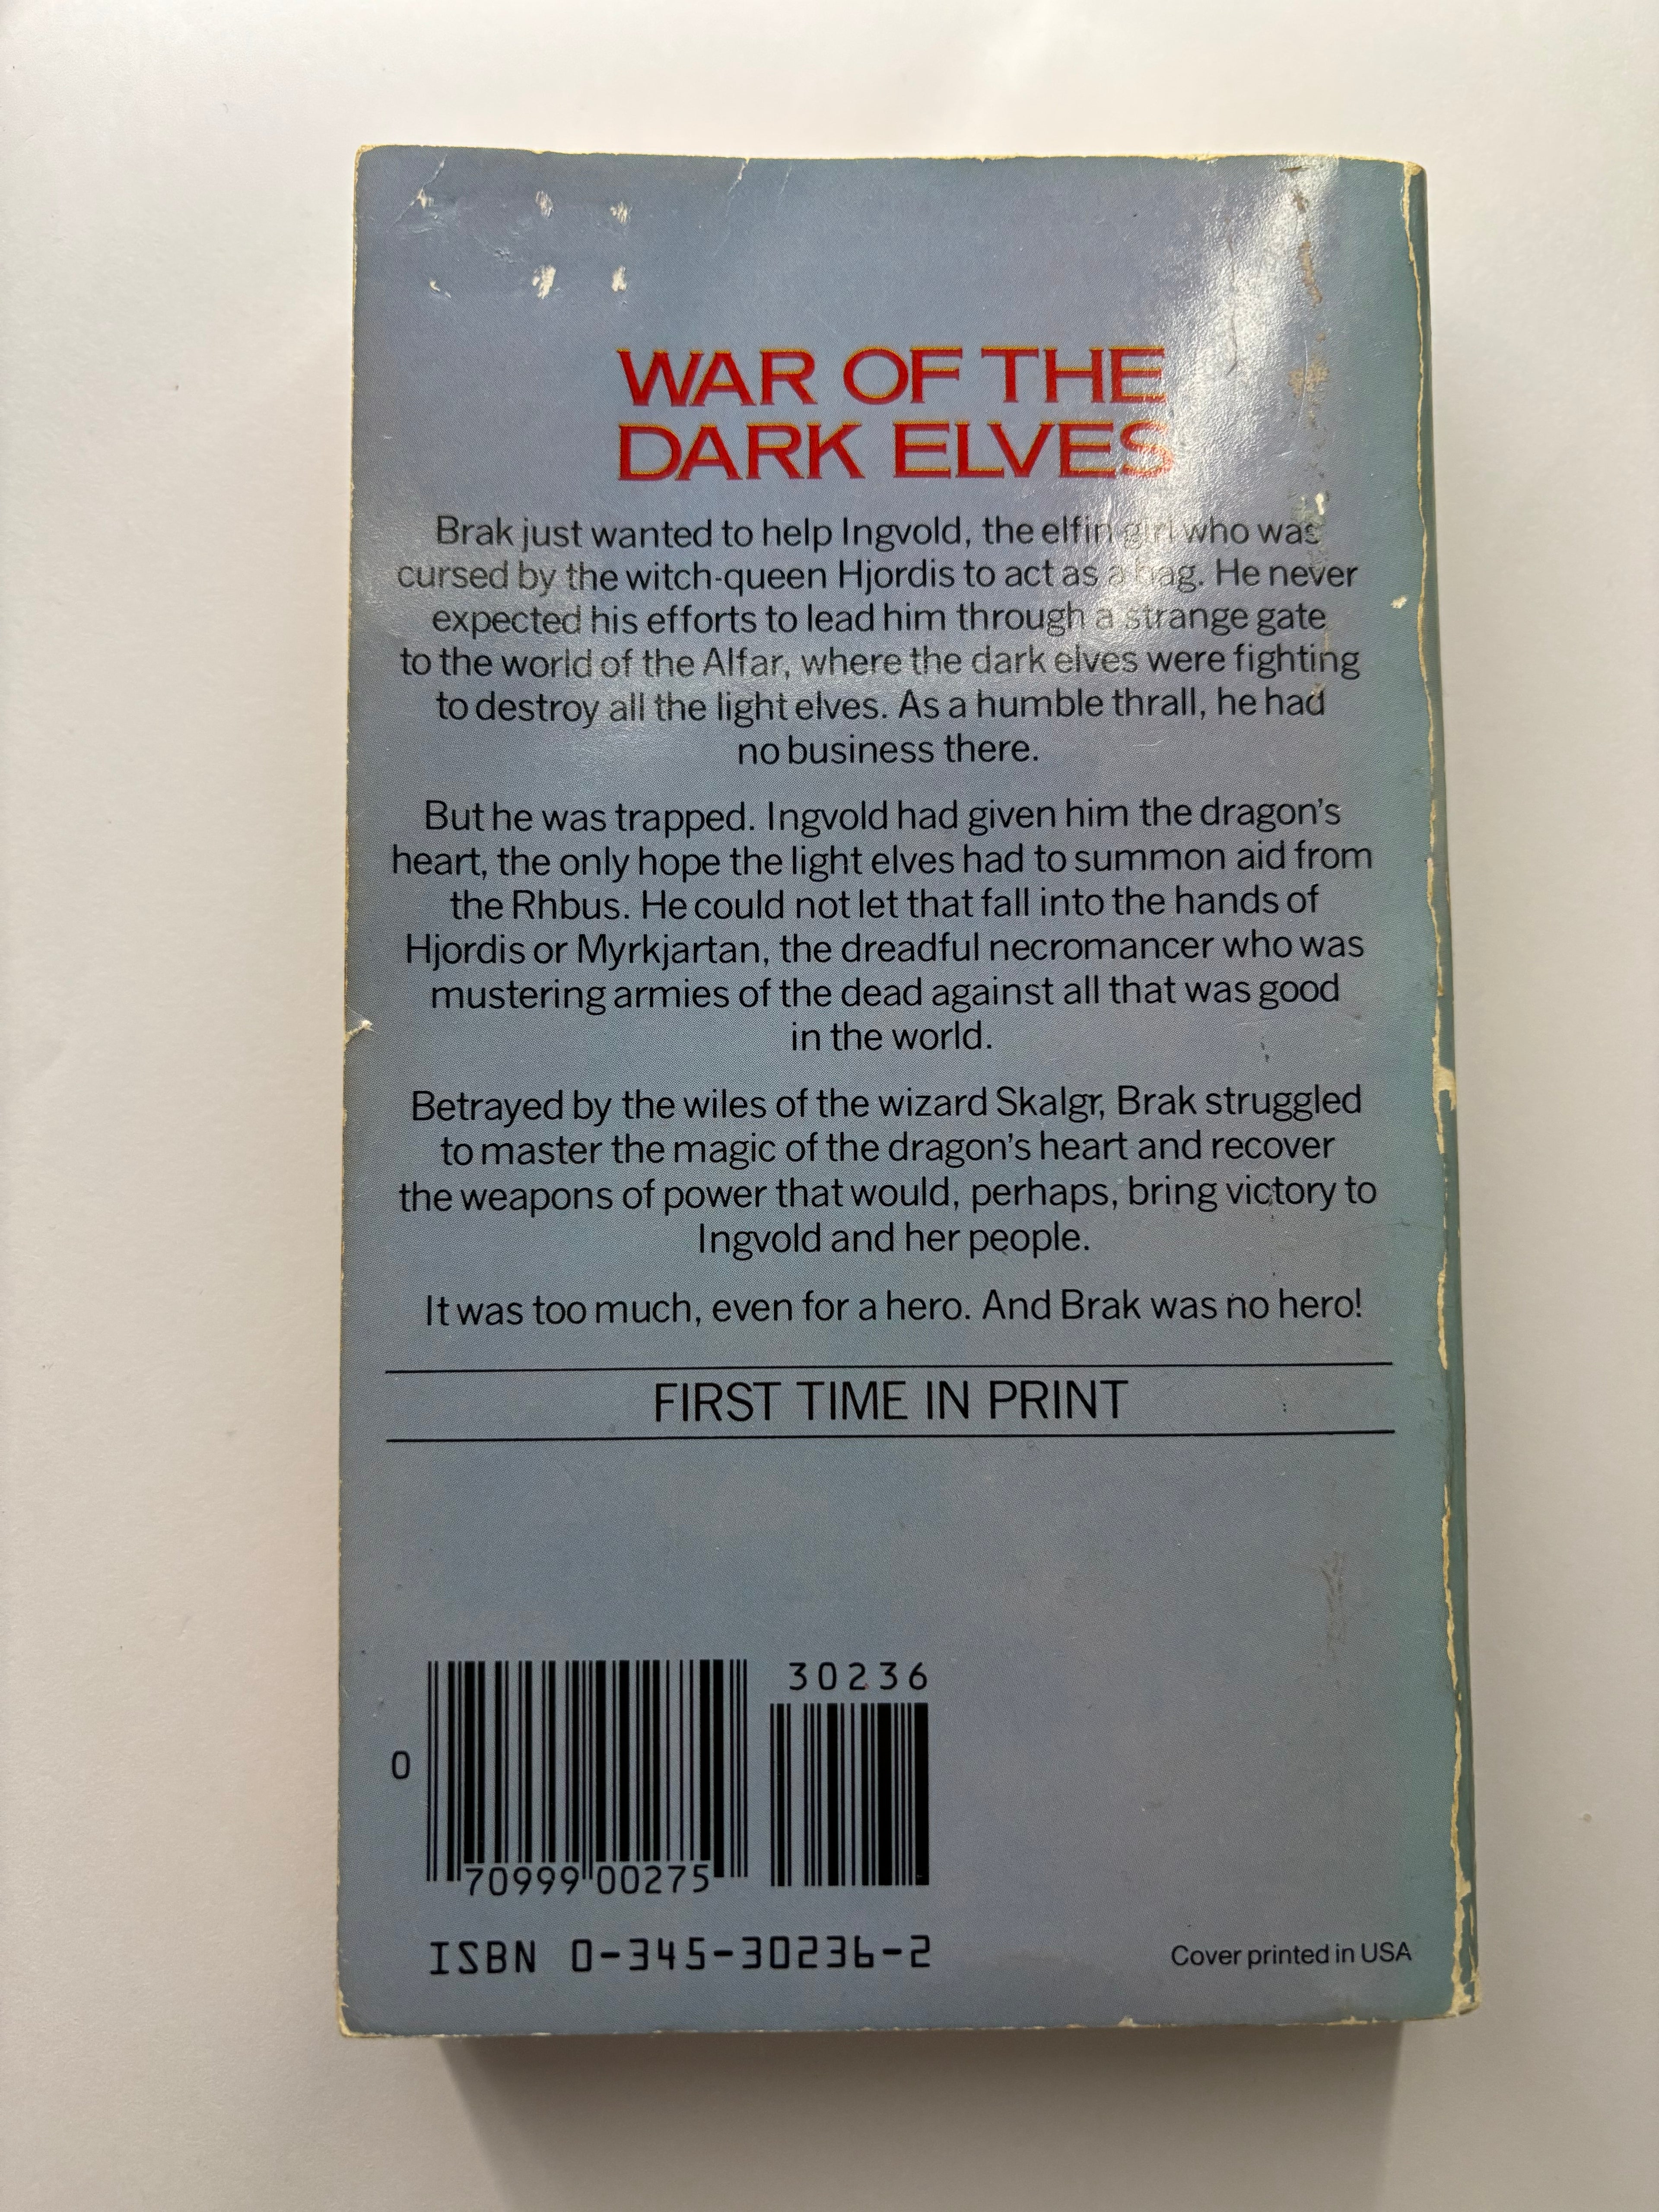 WAR OF THE
DARK ELVES
Brak just wanted to help Ingvold, the elfin girl who was
cursed by the witch-queen Hjordis to act as a hag. He never
expected his efforts to lead him through a strange gate
to the world of the Alfar, where the dark elves were fighting
to destroy all the light elves. As a humble thrall, he had
no business there.
But he was trapped. Ingvold had given him the dragon's
heart, the only hope the light elves had to summon aid from
the Rhbus. He could not let that fall into the hands of
Hjordis or Myrkjartan, the dreadful necromancer who was
mustering armies of the dead against all that was good
in the world.
Betrayed by the wiles of the wizard Skalgr, Brak struggled
to master the magic of the dragon's heart and recover
the weapons of power that would, perhaps, bring victory to
Ingvold and her people.
It was too much, even for a hero. And Brak was no hero!
FIRST TIME IN PRINT
30236
0
70999 00275
ISBN 0-345-30236-2
Cover printed in USA